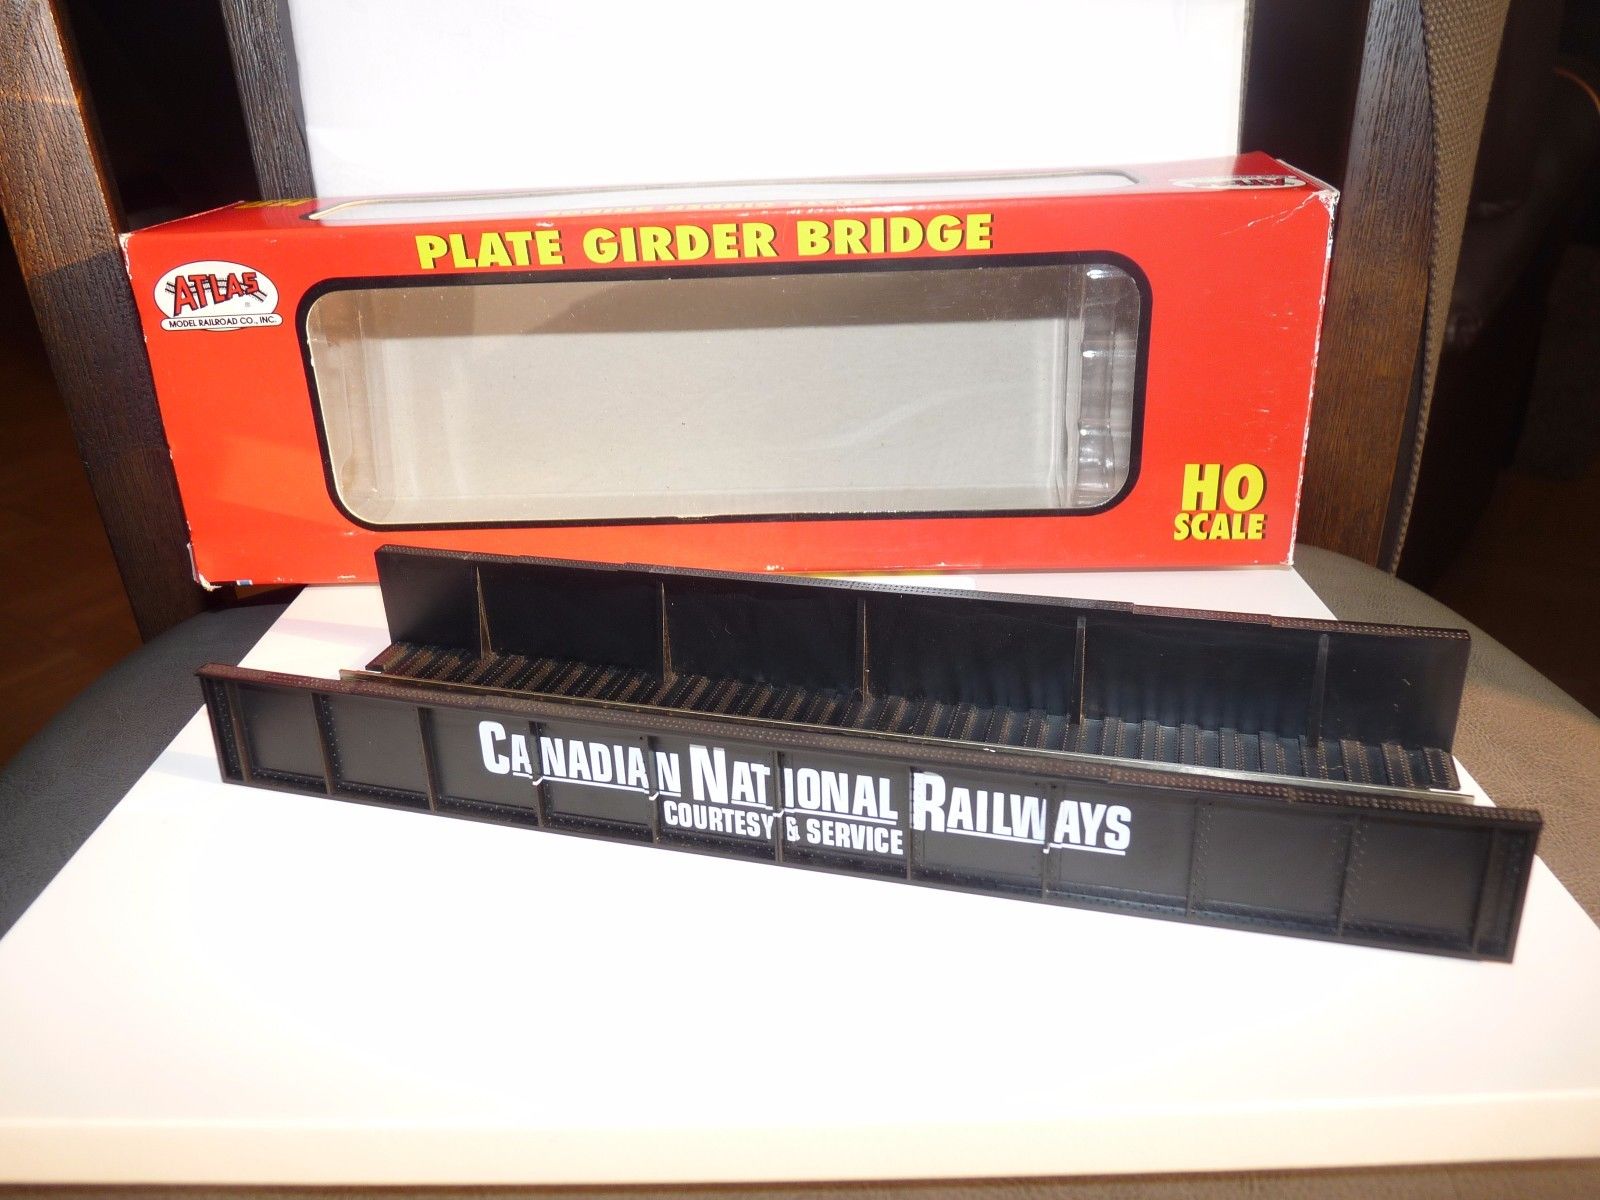 PLATE GIRDER BRIDGE
ATLAS
MODEL RAILROAD CO., INC.
HO
SCALE
CANADIAN NATIONAL RAILWAYS
COURTESY & SERVICE